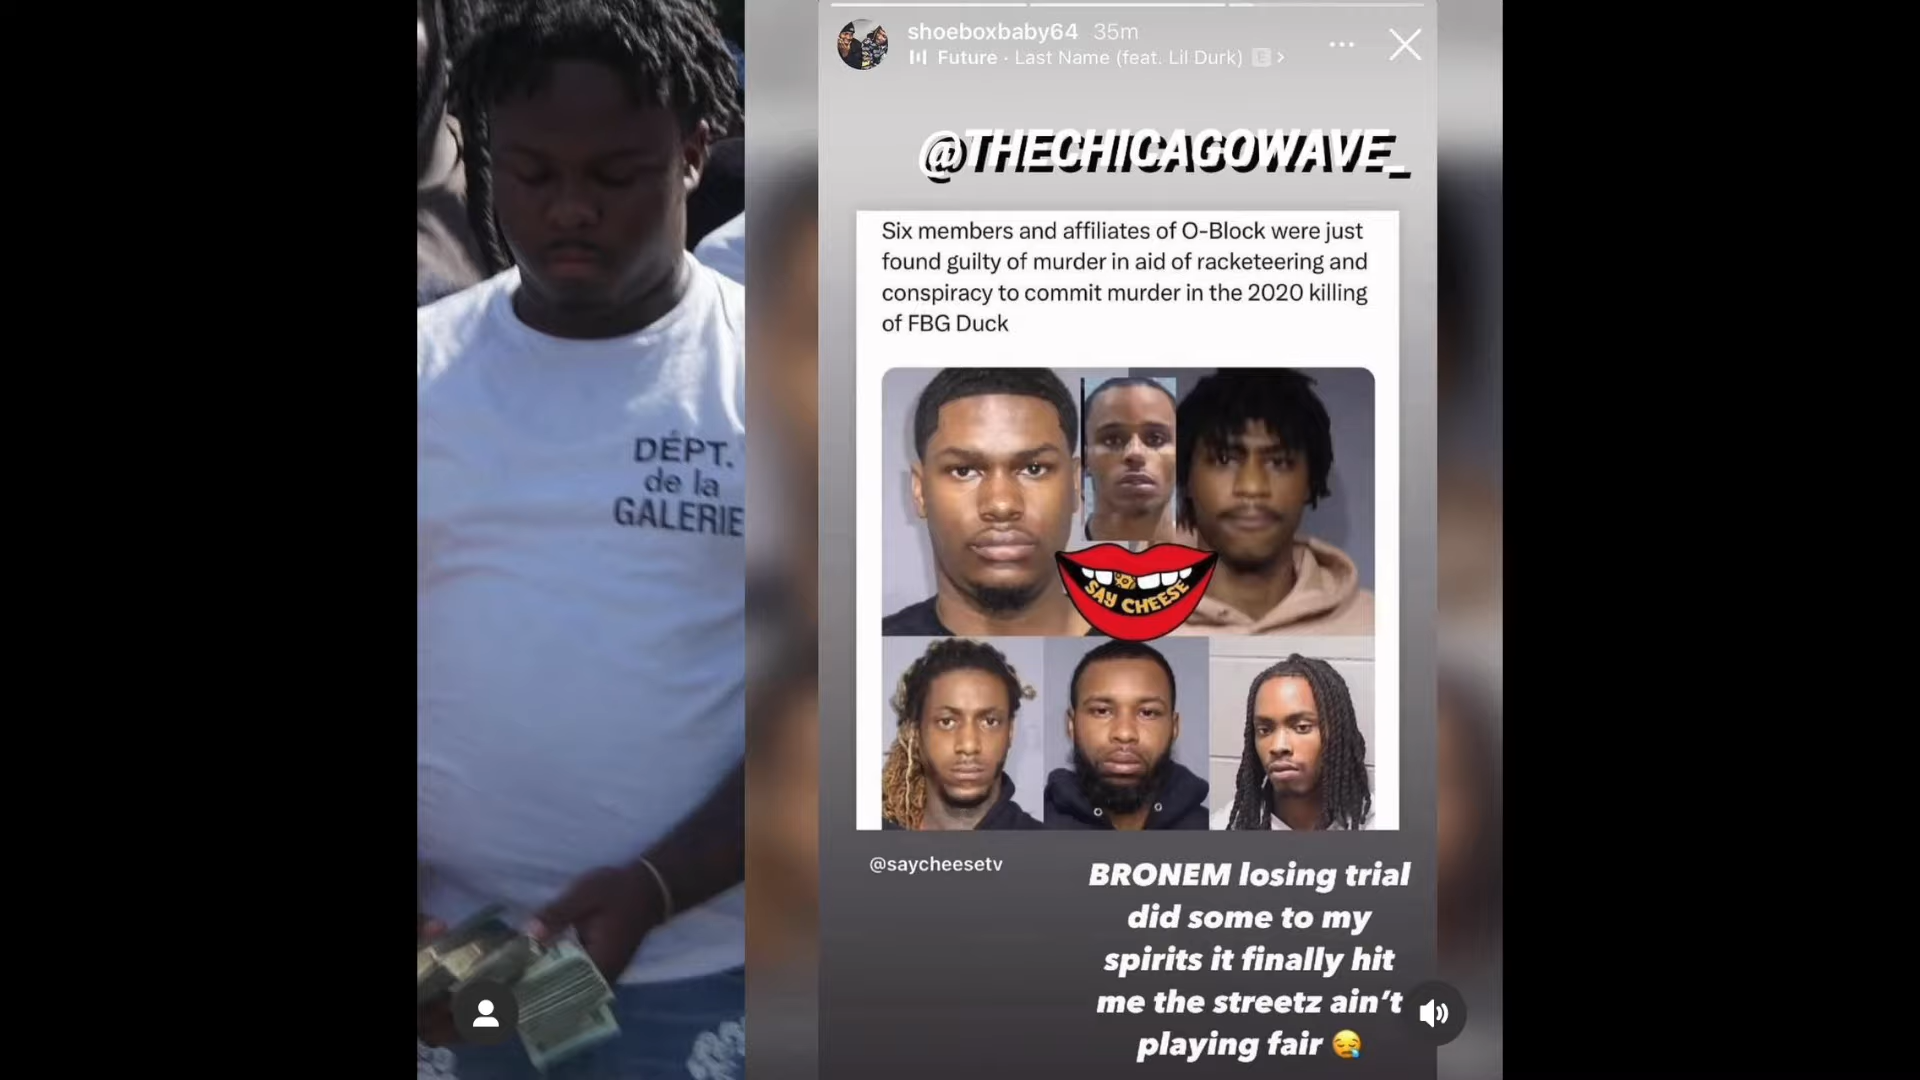 DÉPT.
de la
GALERIE
shoeboxbaby64 35m
Future · Last Name (feat. Lil Durk) E >
@THECHICAGOWAVE_
Six members and affiliates of O-Block were just
found guilty of murder in aid of racketeering and
conspiracy to commit murder in the 2020 killing
of FBG Duck
SAY CHEESE
@saycheesetv
BRONEM losing trial
did some to my
spirits it finally hit
me the streetz ain't
playing fair 😪